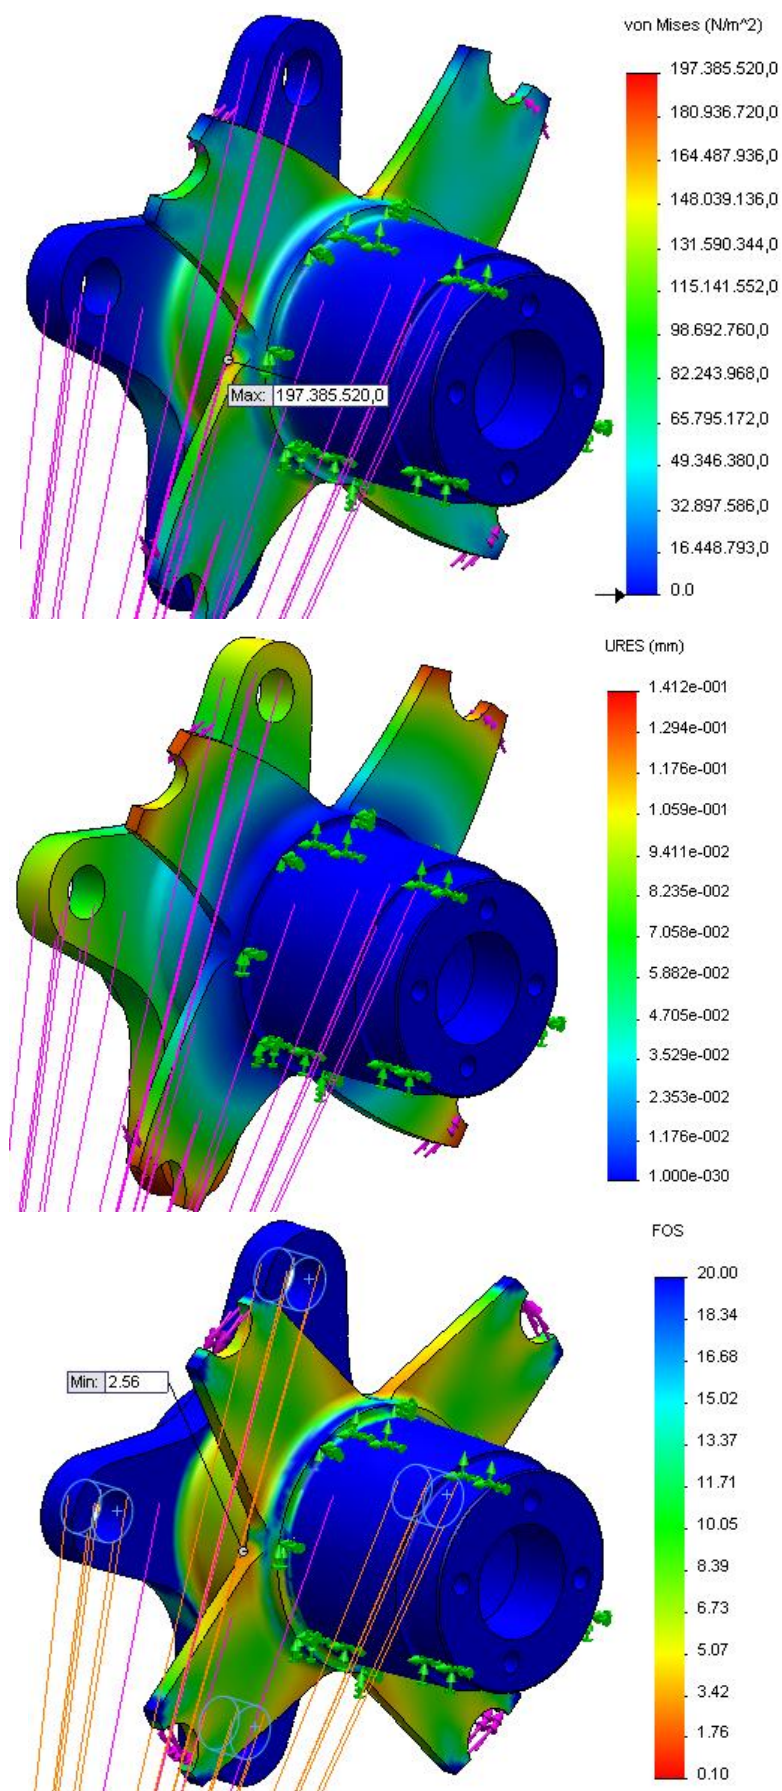 von Mises (N/m^2)
197.385.520,0
180.936.720,0
164.487.936,0
148.039.136,0
131.590.344,0
115.141.552,0
98.692.760,0
82.243.968,0
65.795.172,0
49.346.380,0
32.897.586,0
16.448.793,0
0.0
Max: 197.385.520,0
URES (mm)
1.412e-001
1.294e-001
1.176e-001
1.059e-001
9.411e-002
8.235e-002
7.058e-002
5.882e-002
4.705e-002
3.529e-002
2.353e-002
1.176e-002
1.000e-030
FOS
20.00
18.34
16.68
15.02
13.37
11.71
10.05
8.39
6.73
5.07
3.42
1.76
0.10
Min: 2.56